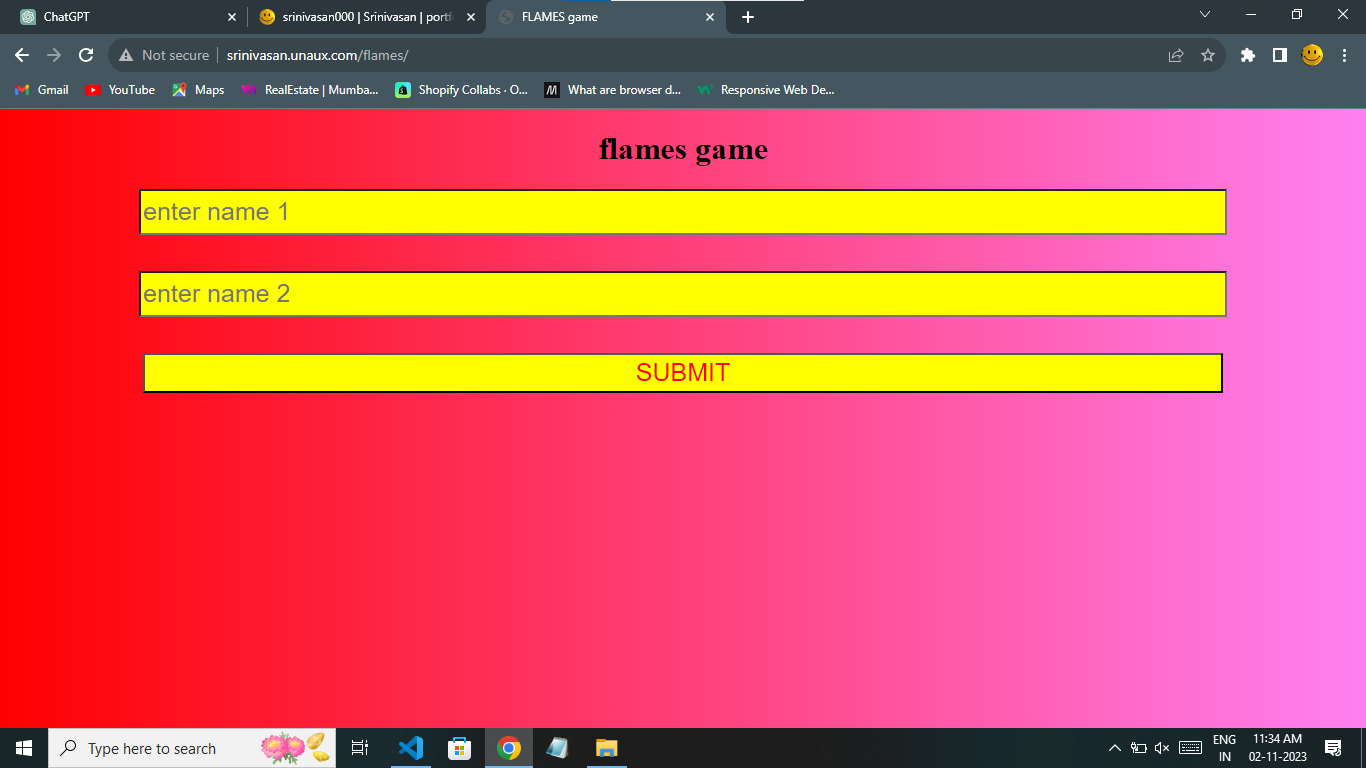 ChatGPT
srinivasan000 | Srinivasan | portf
FLAMES game
Not secure
srinivasan.unaux.com/flames/
Gmail
YouTube
Maps
RealEstate | Mumba...
Shopify Collabs · O...
What are browser d...
Responsive Web De...
flames game
enter name 1
enter name 2
SUBMIT
Type here to search
ENG
IN
11:34 AM
02-11-2023